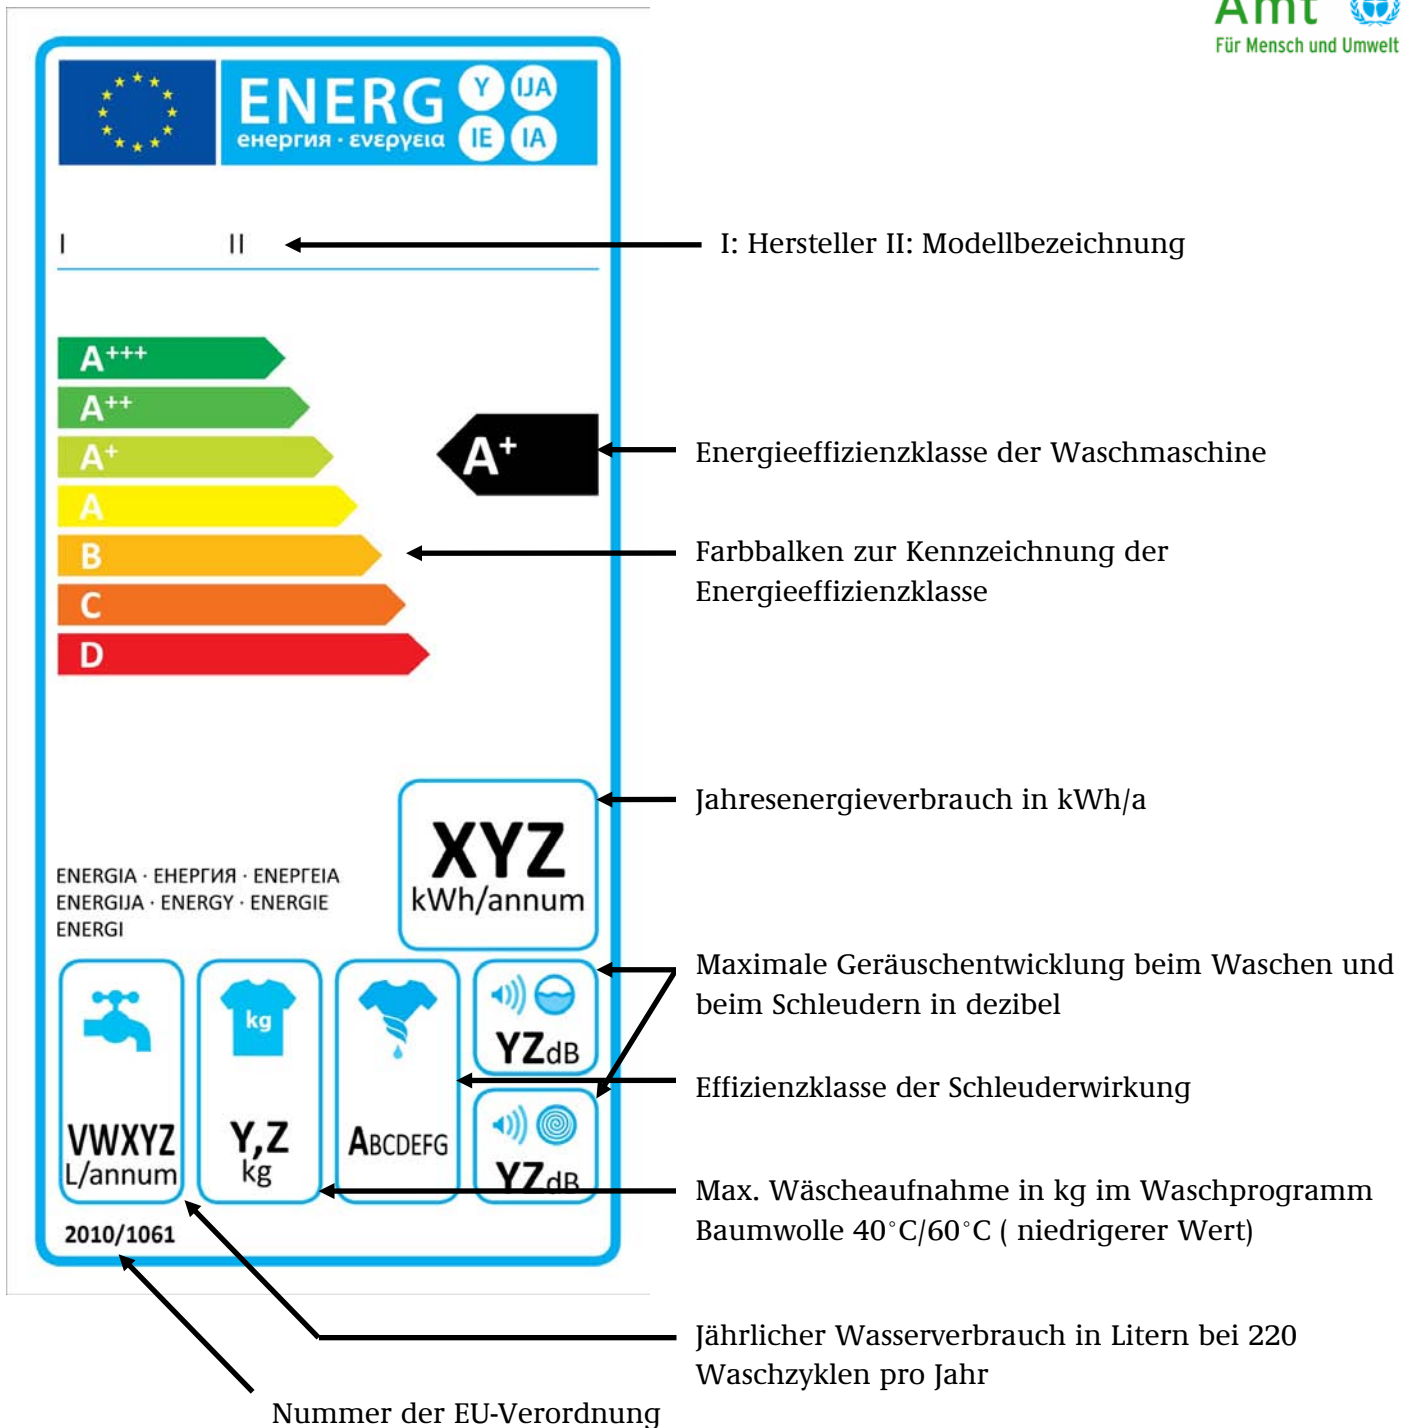 Amt
Für Mensch und Umwelt
ENERG Y IJA
енергия · ενεργεια IE IA
I II
I: Hersteller II: Modellbezeichnung
A+++
A++
A+
A
B
C
D
A+
Energieeffizienzklasse der Waschmaschine
Farbbalken zur Kennzeichnung der
Energieeffizienzklasse
XYZ
kWh/annum
Jahresenergieverbrauch in kWh/a
ENERGIA · ЕНЕРГИЯ · ΕΝΕΡΓΕΙΑ
ENERGIJA · ENERGY · ENERGIE
ENERGI
Maximale Geräuschentwicklung beim Waschen und
beim Schleudern in dezibel
kg
YZdB
Effizienzklasse der Schleuderwirkung
VWXYZ
L/annum
Y,Z
kg
ABCDEFG
YZdB
Max. Wäscheaufnahme in kg im Waschprogramm
Baumwolle 40°C/60°C ( niedrigerer Wert)
2010/1061
Jährlicher Wasserverbrauch in Litern bei 220
Waschzyklen pro Jahr
Nummer der EU-Verordnung